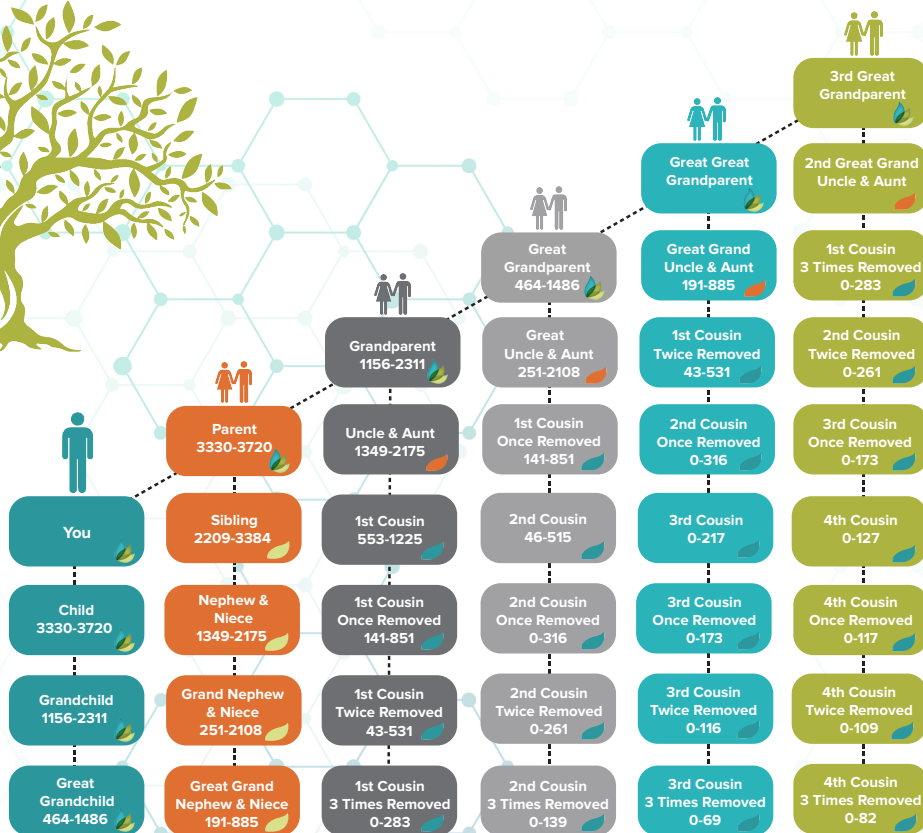 3rd Great
Grandparent
Great Great
Grandparent
2nd Great Grand
Uncle & Aunt
Great
Grandparent
464-1486
Great Grand
Uncle & Aunt
191-885
1st Cousin
3 Times Removed
0-283
Grandparent
1156-2311
Great
Uncle & Aunt
251-2108
1st Cousin
Twice Removed
43-531
2nd Cousin
Twice Removed
0-261
Parent
3330-3720
Uncle & Aunt
1349-2175
1st Cousin
Once Removed
141-851
2nd Cousin
Once Removed
0-316
3rd Cousin
Once Removed
0-173
You
Sibling
2209-3384
1st Cousin
553-1225
2nd Cousin
46-515
3rd Cousin
0-217
4th Cousin
0-127
Child
3330-3720
Nephew &
Niece
1349-2175
1st Cousin
Once Removed
141-851
2nd Cousin
Once Removed
0-316
3rd Cousin
Once Removed
0-173
4th Cousin
Once Removed
0-117
Grandchild
1156-2311
Grand Nephew
& Niece
251-2108
1st Cousin
Twice Removed
43-531
2nd Cousin
Twice Removed
0-261
3rd Cousin
Twice Removed
0-116
4th Cousin
Twice Removed
0-109
Great
Grandchild
464-1486
Great Grand
Nephew & Niece
191-885
1st Cousin
3 Times Removed
0-283
2nd Cousin
3 Times Removed
0-139
3rd Cousin
3 Times Removed
0-69
4th Cousin
3 Times Removed
0-82